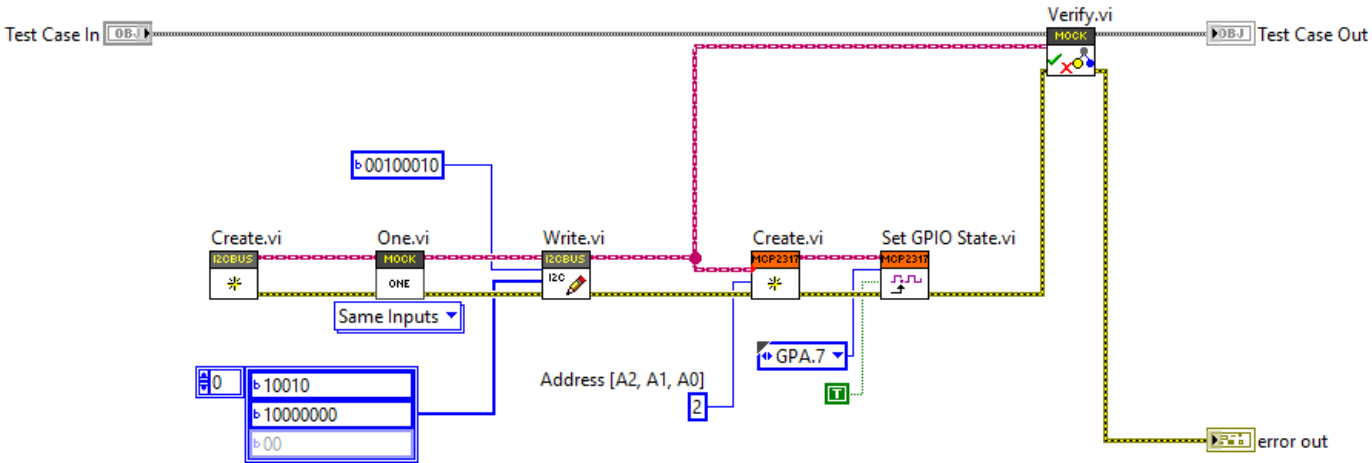 Verify.vi
Test Case In
OBJ
MOCK
OBJ
Test Case Out
00100010
Create.vi
One.vi
Write.vi
Create.vi
Set GPIO State.vi
I2CBUS
MOCK
I2CBUS
MCP2317
MCP2317
ONE
I2C
Same Inputs
GPA.7
0
b 10010
Address [A2, A1, A0]
T
b 10000000
2
b 00
error out